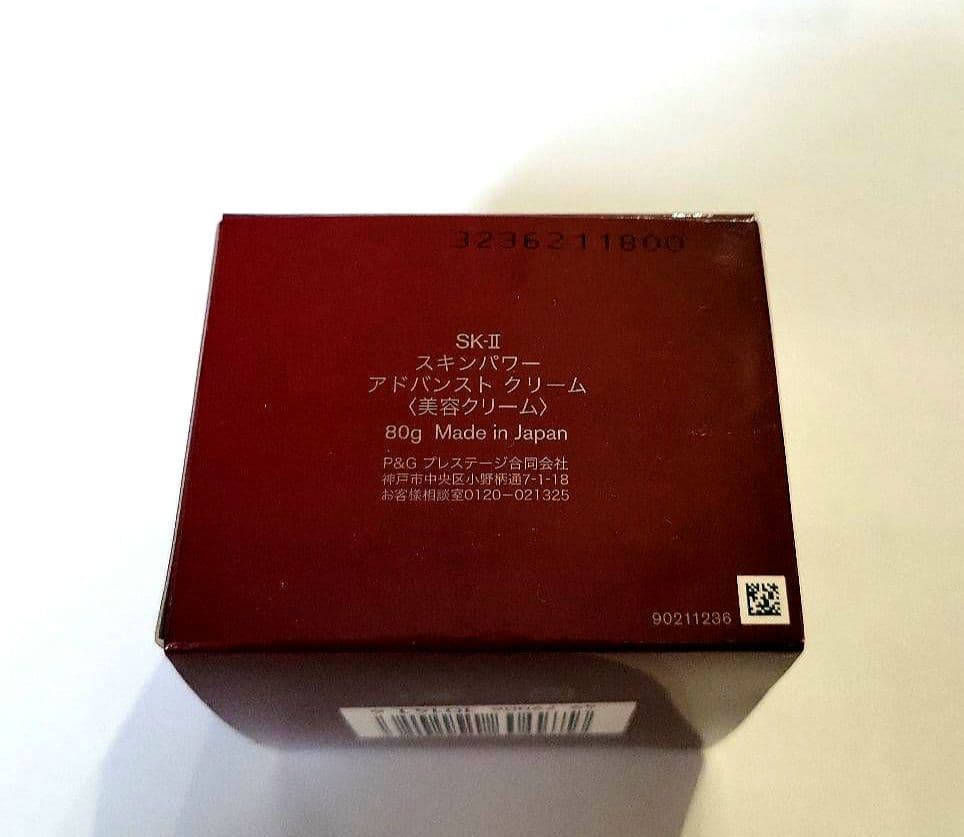 3236211800
SK-II
スキンパワー
アドバンスト クリーム
〈美容クリーム〉
80g Made in Japan
P&G プレステージ合同会社
神戸市中央区小野柄通7-1-18
お客様相談室0120-021325
90211236